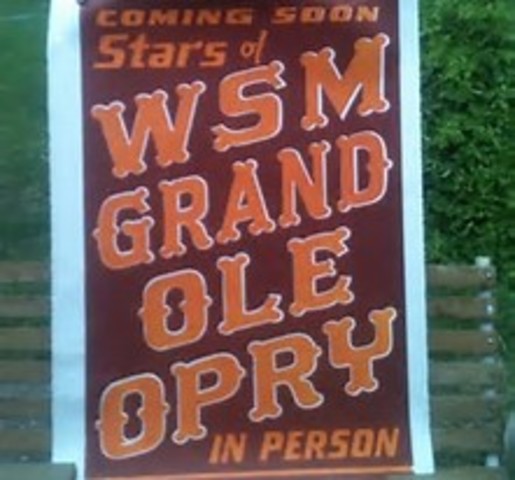 COMING SOON
Stars of
WSM
GRAND
OLE
OPRY
IN PERSON